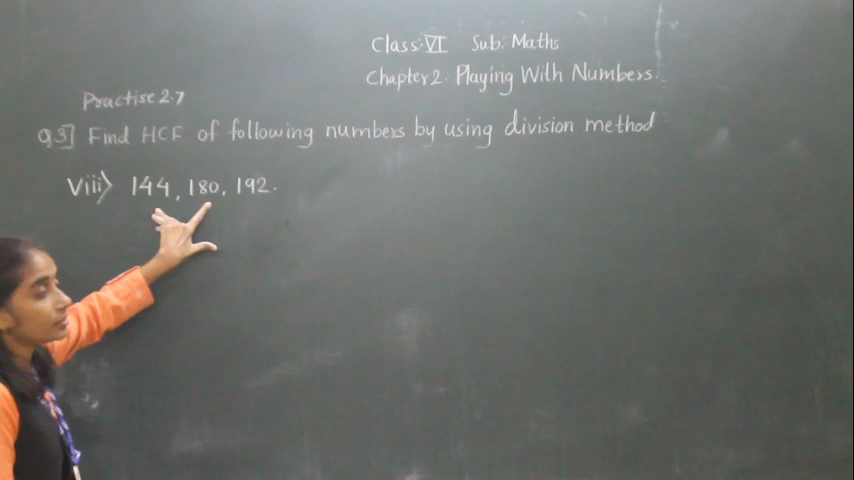 Class:VI Sub: Maths
Chapter 2. Playing With Numbers.
Practise 2.7
Q3] Find HCF of following numbers by using division method
Viii) 144, 180, 192.